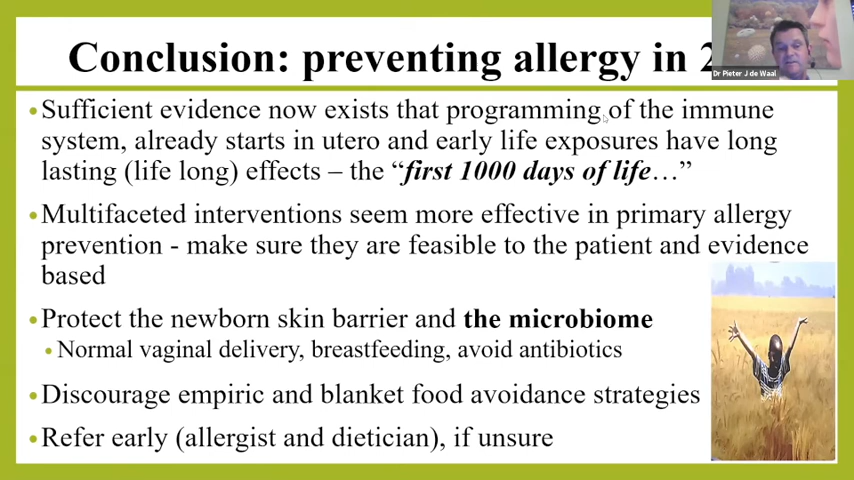 Conclusion: preventing allergy in 2
Dr Pieter J de Waal
•Sufficient evidence now exists that programming of the immune
system, already starts in utero and early life exposures have long
lasting (life long) effects – the “first 1000 days of life…”
•Multifaceted interventions seem more effective in primary allergy
prevention - make sure they are feasible to the patient and evidence
based
•Protect the newborn skin barrier and the microbiome
•Normal vaginal delivery, breastfeeding, avoid antibiotics
•Discourage empiric and blanket food avoidance strategies
•Refer early (allergist and dietician), if unsure